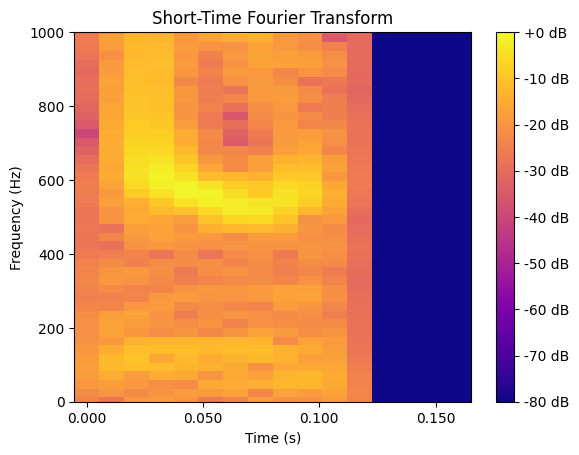 Short-Time Fourier Transform
Frequency (Hz)
1000
800
600
400
200
0
0.000
0.050
0.100
0.150
Time (s)
+0 dB
-10 dB
-20 dB
-30 dB
-40 dB
-50 dB
-60 dB
-70 dB
-80 dB